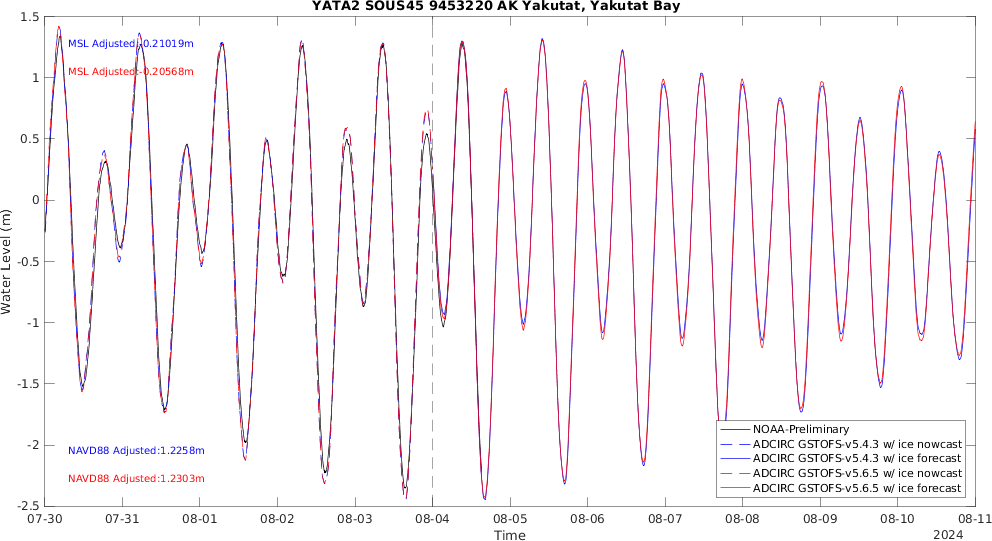 YATA2 SOUS45 9453220 AK Yakutat, Yakutat Bay
1.5
1
0.5
0
-0.5
-1
-1.5
-2
-2.5
Water Level (m)
MSL Adjusted:-0.21019m
MSL Adjusted:-0.20568m
NAVD88 Adjusted:1.2258m
NAVD88 Adjusted:1.2303m
NOAA-Preliminary
ADCIRC GSTOFS-v5.4.3 w/ ice nowcast
ADCIRC GSTOFS-v5.4.3 w/ ice forecast
ADCIRC GSTOFS-v5.6.5 w/ ice nowcast
ADCIRC GSTOFS-v5.6.5 w/ ice forecast
07-30 07-31 08-01 08-02 08-03 08-04 08-05 08-06 08-07 08-08 08-09 08-10 08-11
Time
2024